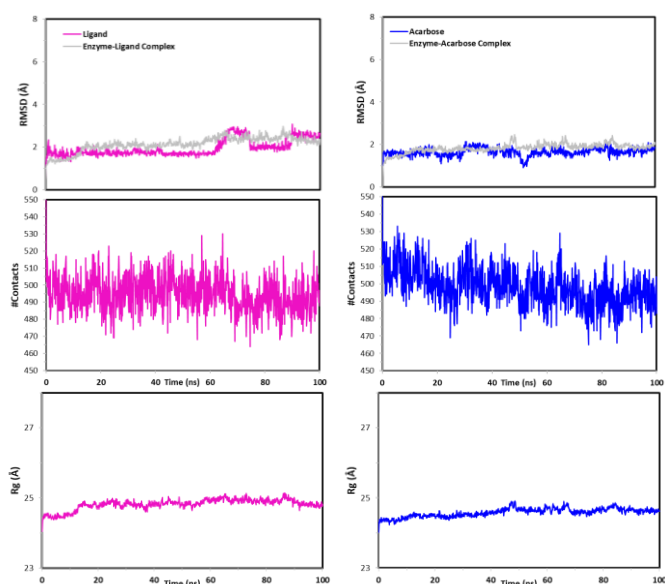 8
6
4
2
0
RMSD (Å)
Ligand
Enzyme-Ligand Complex
8
6
4
2
0
RMSD (Å)
Acarbose
Enzyme-Acarbose Complex
550
540
530
520
510
500
490
480
470
460
450
#Contacts
0 20 40 Time (ns) 60 80 100
550
540
530
520
510
500
490
480
470
460
450
#Contacts
0 20 40 Time (ns) 60 80 100
27
25
23
Rg (Å)
0 20 40 Time (ns) 60 80 100
27
25
23
Rg (Å)
0 20 40 Time (ns) 60 80 100